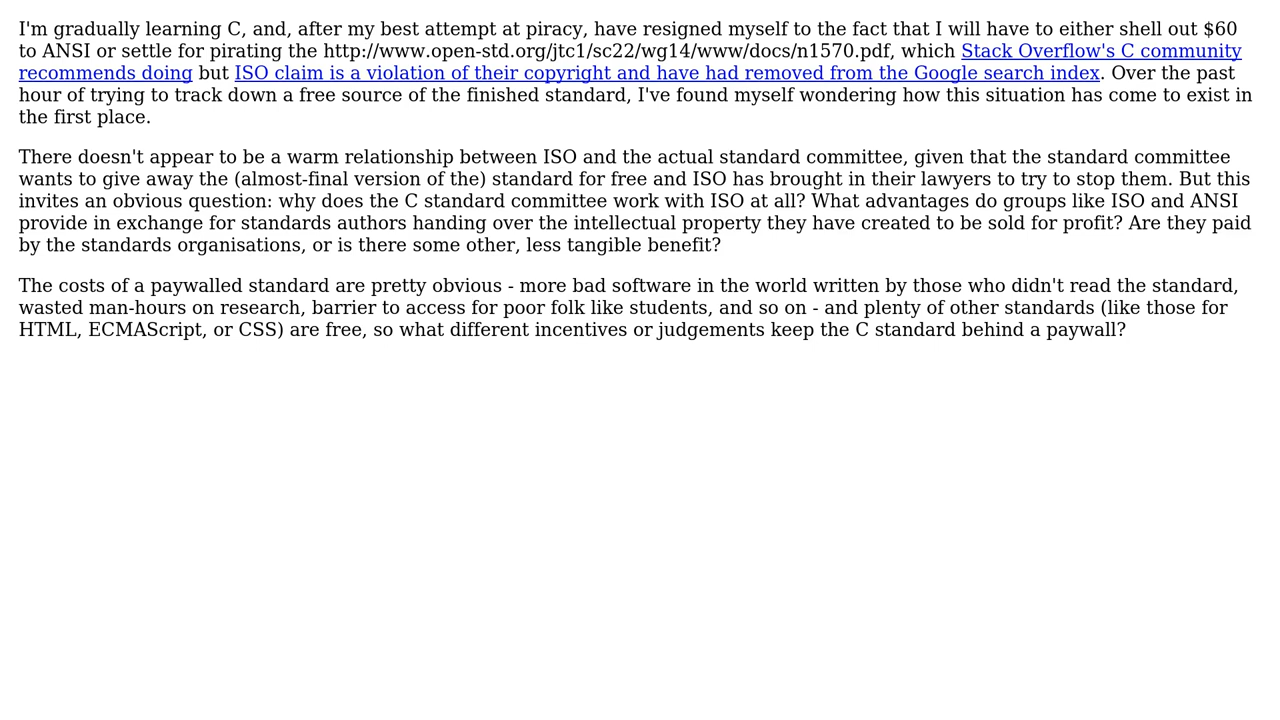 I'm gradually learning C, and, after my best attempt at piracy, have resigned myself to the fact that I will have to either shell out $60
to ANSI or settle for pirating the http://www.open-std.org/jtc1/sc22/wg14/www/docs/n1570.pdf, which Stack Overflow's C community
recommends doing but ISO claim is a violation of their copyright and have had removed from the Google search index. Over the past
hour of trying to track down a free source of the finished standard, I've found myself wondering how this situation has come to exist in
the first place.
There doesn't appear to be a warm relationship between ISO and the actual standard committee, given that the standard committee
wants to give away the (almost-final version of the) standard for free and ISO has brought in their lawyers to try to stop them. But this
invites an obvious question: why does the C standard committee work with ISO at all? What advantages do groups like ISO and ANSI
provide in exchange for standards authors handing over the intellectual property they have created to be sold for profit? Are they paid
by the standards organisations, or is there some other, less tangible benefit?
The costs of a paywalled standard are pretty obvious - more bad software in the world written by those who didn't read the standard,
wasted man-hours on research, barrier to access for poor folk like students, and so on - and plenty of other standards (like those for
HTML, ECMAScript, or CSS) are free, so what different incentives or judgements keep the C standard behind a paywall?